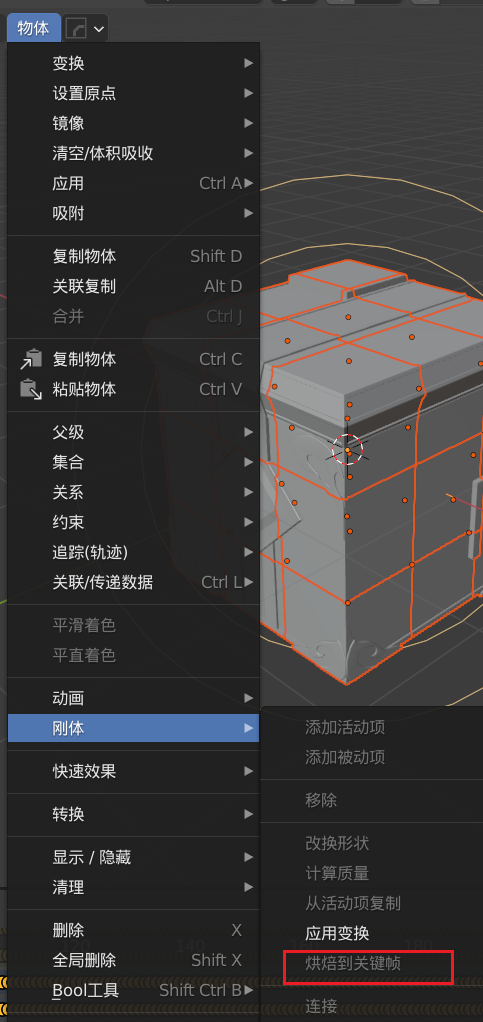 物体
变换
设置原点
镜像
清空/体积吸收
应用 Ctrl A
吸附
复制物体 Shift D
关联复制 Alt D
合并 Ctrl J
复制物体 Ctrl C
粘贴物体 Ctrl V
父级
集合
关系
约束
追踪(轨迹)
关联/传递数据 Ctrl L
平滑着色
平直着色
动画
刚体
快速效果
转换
显示 / 隐藏
清理
删除 X
全局删除 Shift X
Bool工具 Shift Ctrl B
添加活动项
添加被动项
移除
改换形状
计算质量
从活动项复制
应用变换
烘焙到关键帧
连接